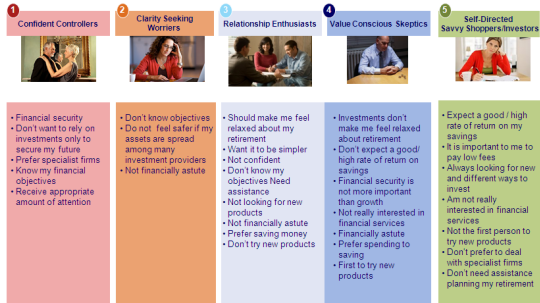 1
Confident Controllers
2
Clarity Seeking
Worriers
3
Relationship Enthusiasts
4
Value Conscious Skeptics
5
Self-Directed
Savvy Shoppers/Investors
• Financial security
• Don't want to rely on
investments only to
secure my future
• Prefer specialist firms
• Know my financial
objectives
• Receive appropriate
amount of attention
• Don't know objectives
• Do not feel safer if my
assets are spread
among many
investment providers
• Not financially astute
• Should make me feel
relaxed about my
retirement
• Want it to be simpler
• Not confident
• Don't know my
objectives Need
assistance
• Not looking for new
products
• Not financially astute
• Prefer saving money
• Don't try new products
• Investments don't
make me feel relaxed
about retirement
• Don't expect a good/
high rate of return on
savings
• Financial security is
not more important
than growth
• Not really interested in
financial services
• Financially astute
• Prefer spending to
saving
• First to try new
products
• Expect a good / high
rate of return on my
savings
• It is important to me to
pay low fees
• Always looking for new
and different ways to
invest
• Am not really
interested in financial
services
• Not the first person to
try new products
• Don't prefer to deal
with specialist firms
• Don't need assistance
planning my retirement